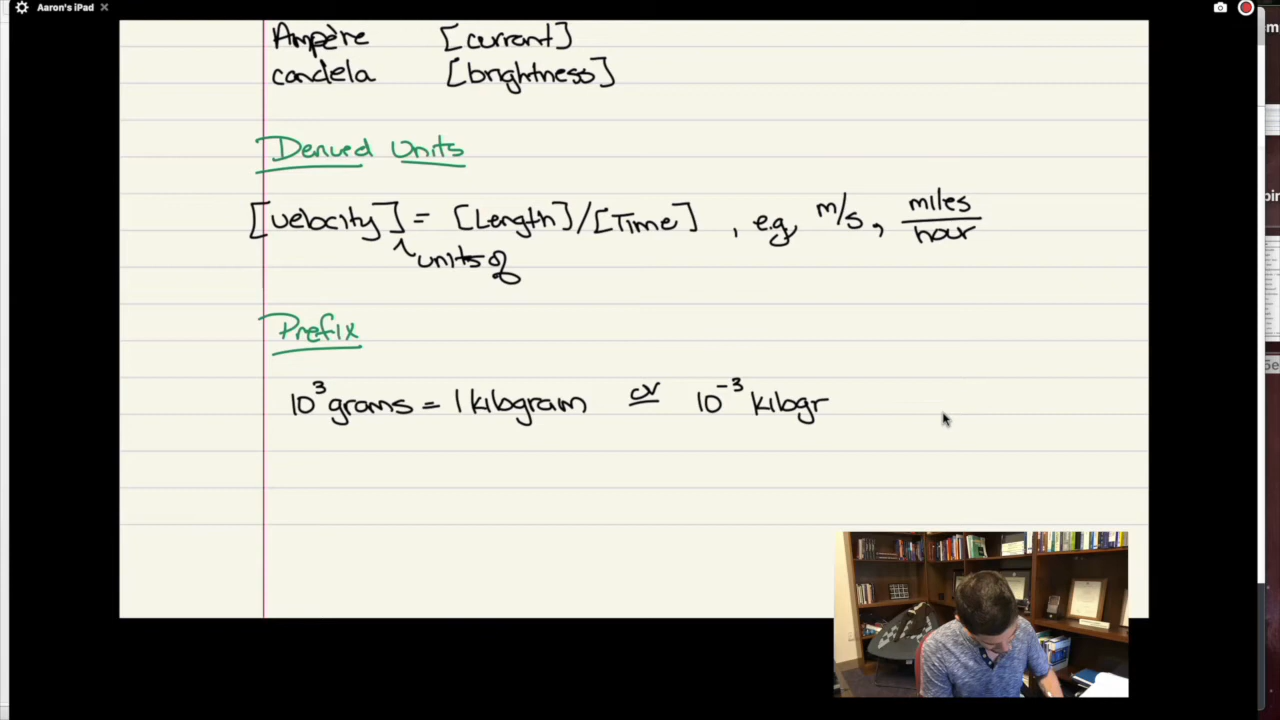 Aaron's iPad
Ampère [current]
candela [brightness]
Derived Units
[velocity] = [Length]/[Time] , e.g. m/s, miles/hour
units of
Prefix
10³ grams = 1 kilogram or 10⁻³ kilogr